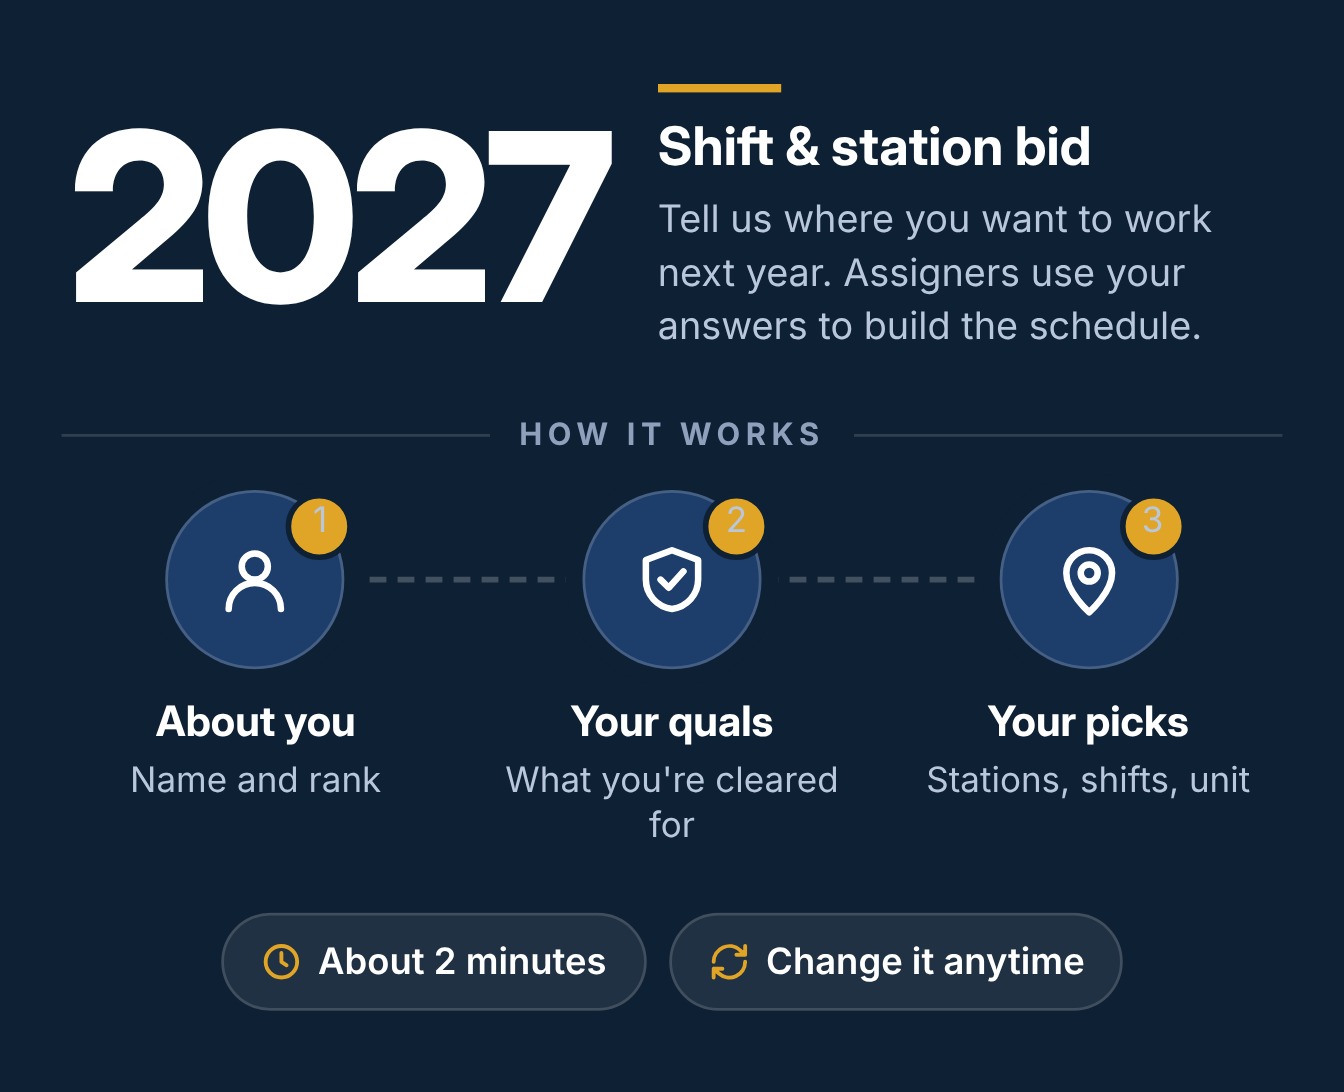 2027
Shift & station bid
Tell us where you want to work
next year. Assigners use your
answers to build the schedule.
HOW IT WORKS
1
2
3
About you
Name and rank
Your quals
What you're cleared
for
Your picks
Stations, shifts, unit
About 2 minutes
Change it anytime